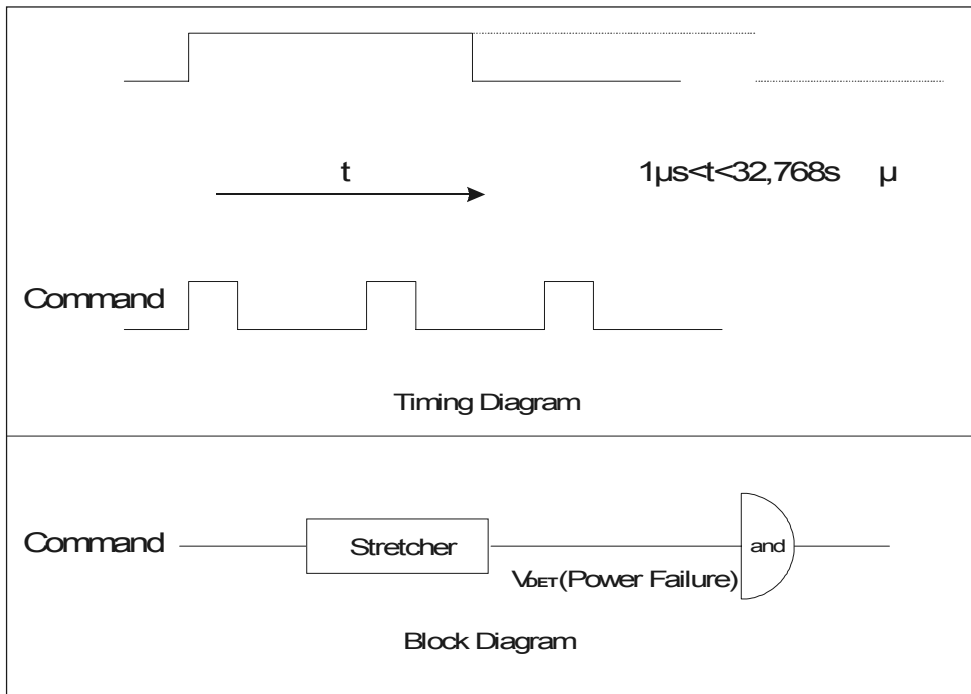 t
1µs<t<32,768s µ
Command
Timing Diagram
Command
Stretcher
and
VDET(Power Failure)
Block Diagram